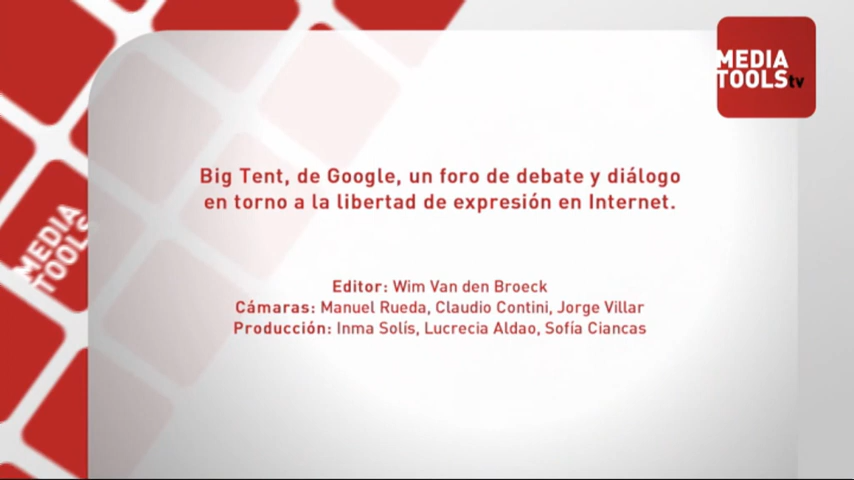 MEDIA
TOOLStv
Big Tent, de Google, un foro de debate y diálogo
en torno a la libertad de expresión en Internet.
MEDIA
TOOLS
Editor: Wim Van den Broeck
Cámaras: Manuel Rueda, Claudio Contini, Jorge Villar
Producción: Inma Solís, Lucrecia Aldao, Sofía Ciancas